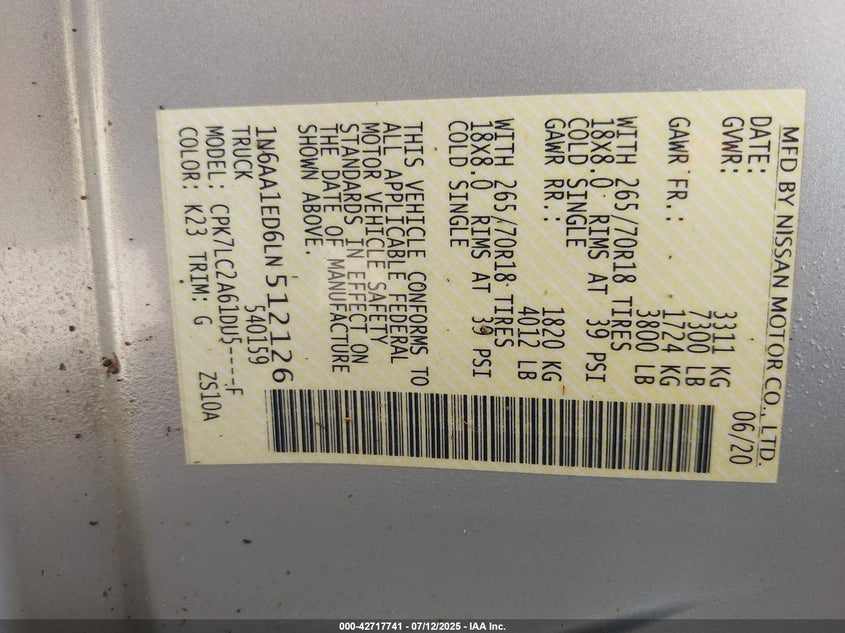 MFD BY NISSAN MOTOR CO., LTD.
DATE: 06/20
GVWR: 3311 KG
7300 LB
GAWR FR.: 1724 KG
3800 LB
WITH 265/70R18 TIRES
18X8.0 RIMS AT 39 PSI
COLD SINGLE
GAWR RR.: 1820 KG
4012 LB
WITH 265/70R18 TIRES
18X8.0 RIMS AT 39 PSI
COLD SINGLE
THIS VEHICLE CONFORMS TO
ALL APPLICABLE FEDERAL
MOTOR VEHICLE SAFETY
STANDARDS IN EFFECT ON
THE DATE OF MANUFACTURE
SHOWN ABOVE.
1N6AA1ED6LN512126
TRUCK 540159
MODEL: CPK7LC2A61DU5----F
COLOR: K23 TRIM: G ZS10A
000-42717741 - 07/12/2025 - IAA Inc.